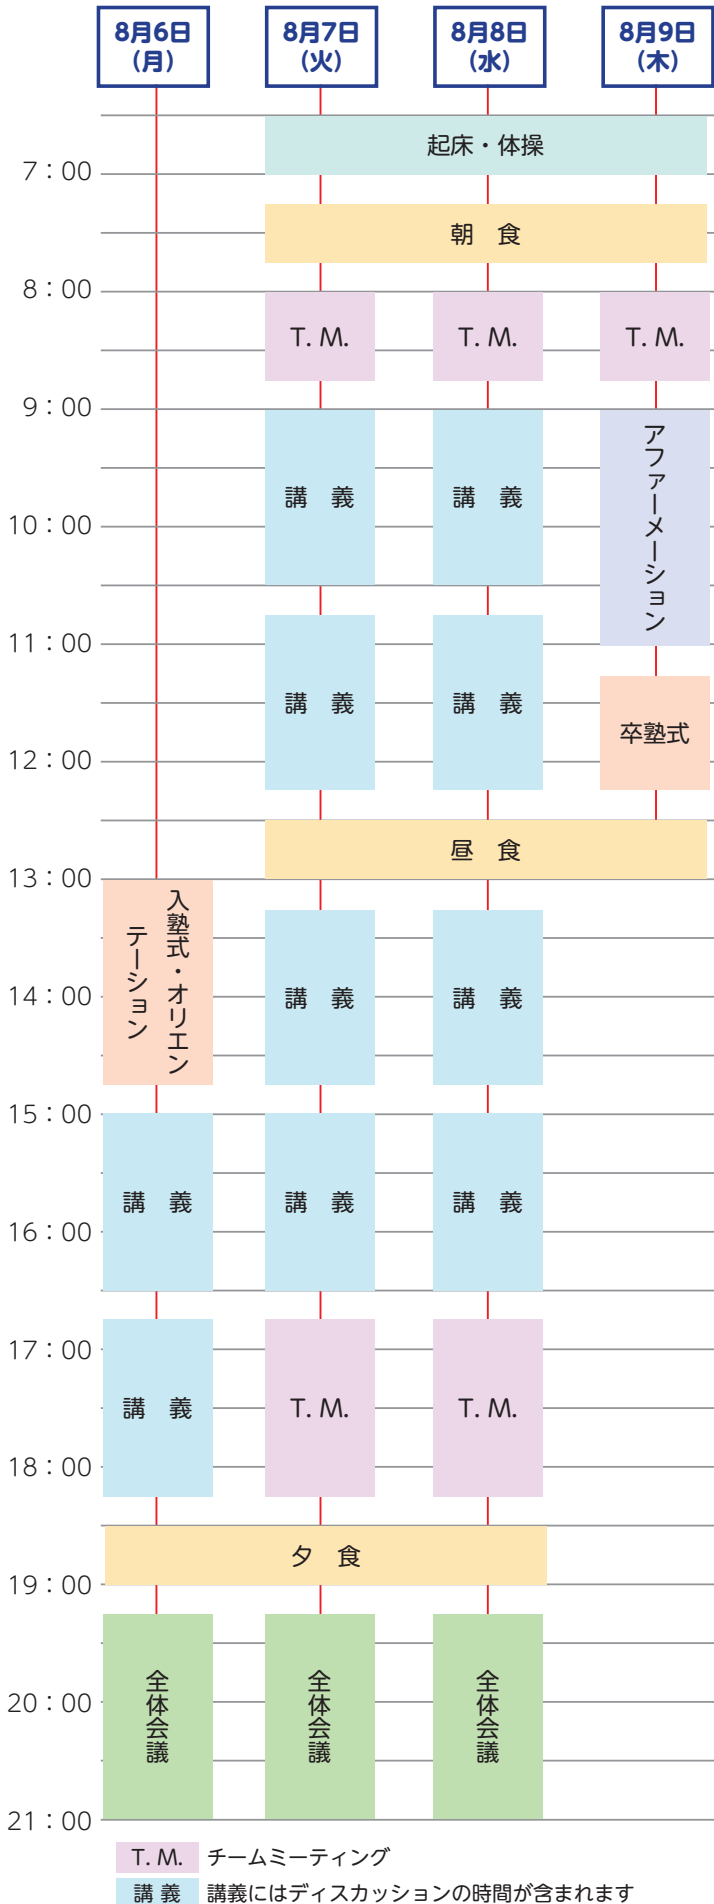 8月6日
(月)
8月7日
(火)
8月8日
(水)
8月9日
(木)
起床・体操
7：00
朝　食
8：00
T. M.
T. M.
T. M.
9：00
講　義
講　義
アファーメーション
10：00
11：00
講　義
講　義
卒塾式
12：00
昼　食
13：00
入塾式・オリエン
テーション
講　義
講　義
14：00
15：00
講　義
講　義
講　義
16：00
17：00
講　義
T. M.
T. M.
18：00
夕　食
19：00
全体会議
全体会議
全体会議
20：00
21：00
T. M. チームミーティング
講 義 講義にはディスカッションの時間が含まれます